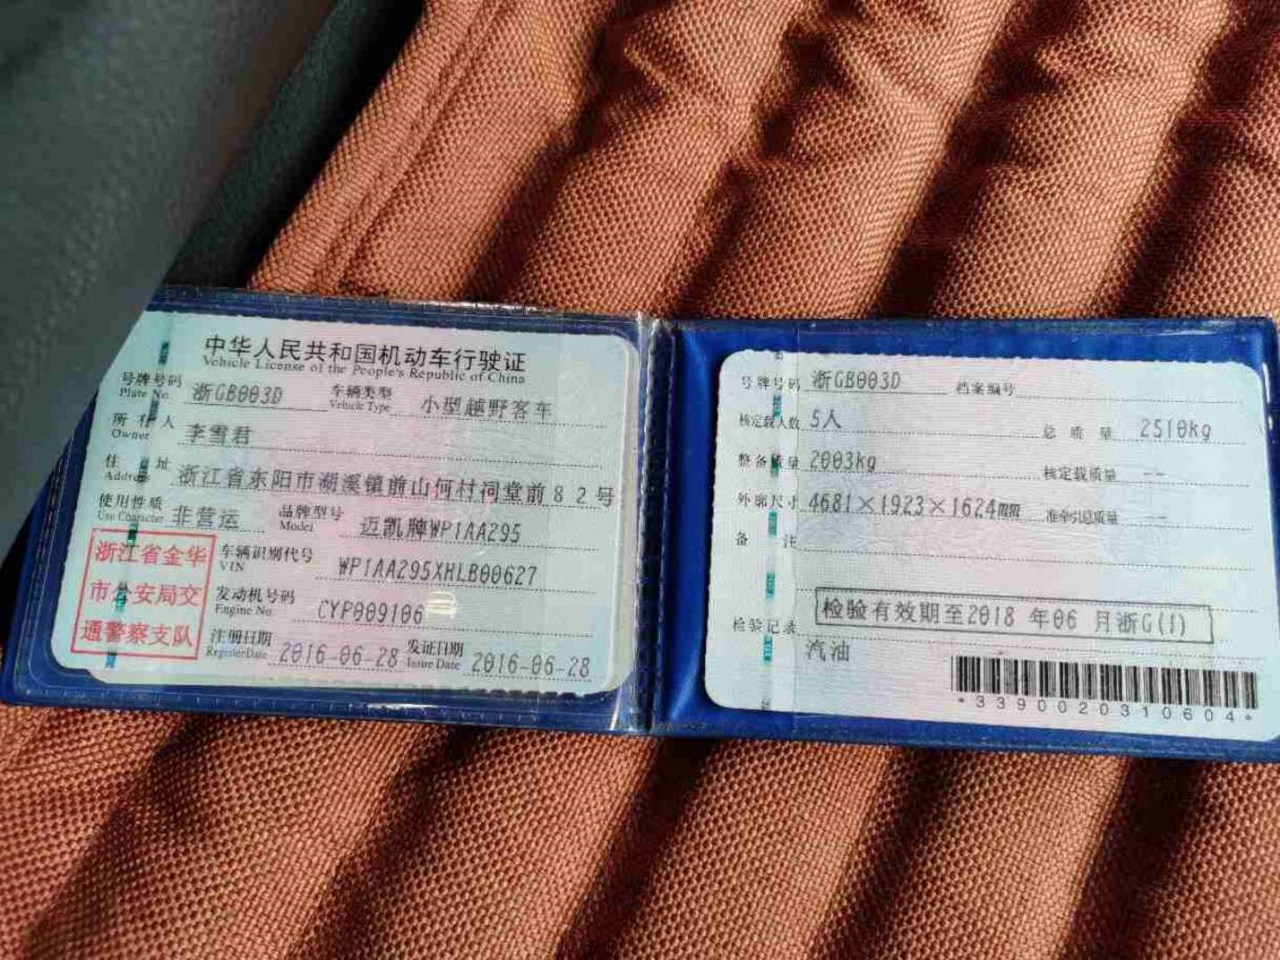 中华人民共和国机动车行驶证
Vehicle License of the People's Republic of China
号牌号码 浙GB003D 车辆类型 小型越野客车
Plate No. Vehicle Type
所有人 李雪君
Owner
住址 浙江省东阳市湖溪镇前山何村祠堂前82号
Address
使用性质 非营运 品牌型号 迈凯牌WP1AA295
Use Character Model
浙江省金华
市公安局交
通警察支队
车辆识别代号 WP1AA295XHLB00627
VIN
发动机号码 CYP009106
Engine No.
注册日期 2016-06-28 发证日期 2016-06-28
Register Date Issue Date
号牌号码 浙GB003D 档案编号
核定载人数 5人 总质量 2510kg
整备质量 2003kg 核定载质量 --
外廓尺寸 4681×1923×1624 准牵引总质量 --
备注
检验有效期至2018年06月浙G(1)
检验记录
汽油
*3390020310604*